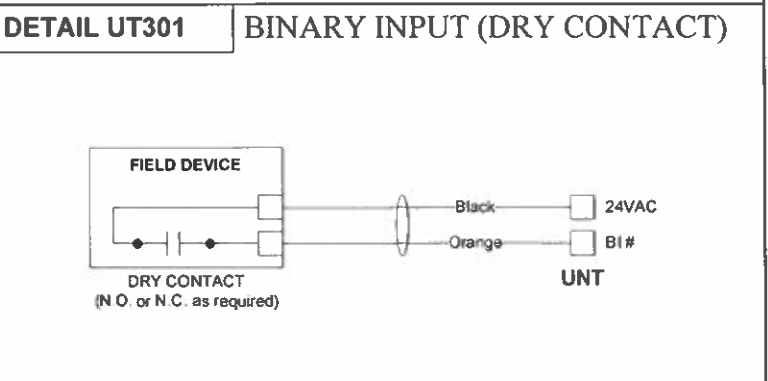 DETAIL UT301
BINARY INPUT (DRY CONTACT)
FIELD DEVICE
Black
24VAC
Orange
BI#
UNT
DRY CONTACT
(N.O. or N.C. as required)